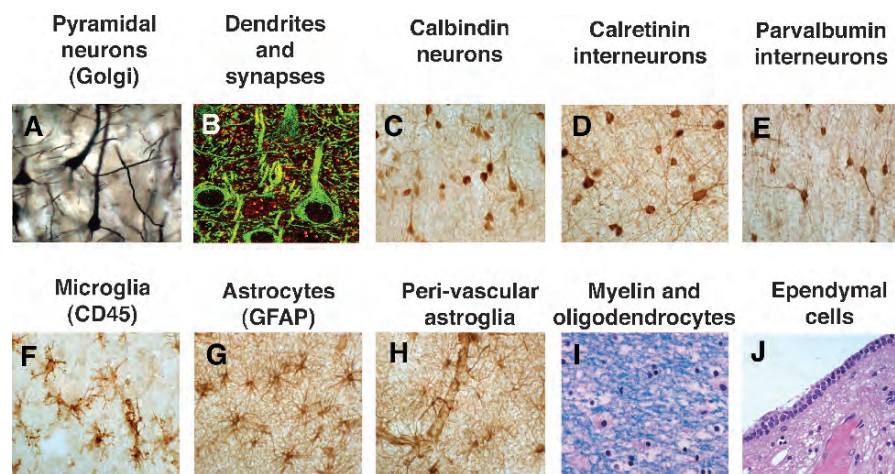 Pyramidal
neurons
(Golgi)
Dendrites
and
synapses
Calbindin
neurons
Calretinin
interneurons
Parvalbumin
interneurons
A
B
C
D
E
Microglia
(CD45)
Astrocytes
(GFAP)
Peri-vascular
astroglia
Myelin and
oligodendrocytes
Ependymal
cells
F
G
H
I
J